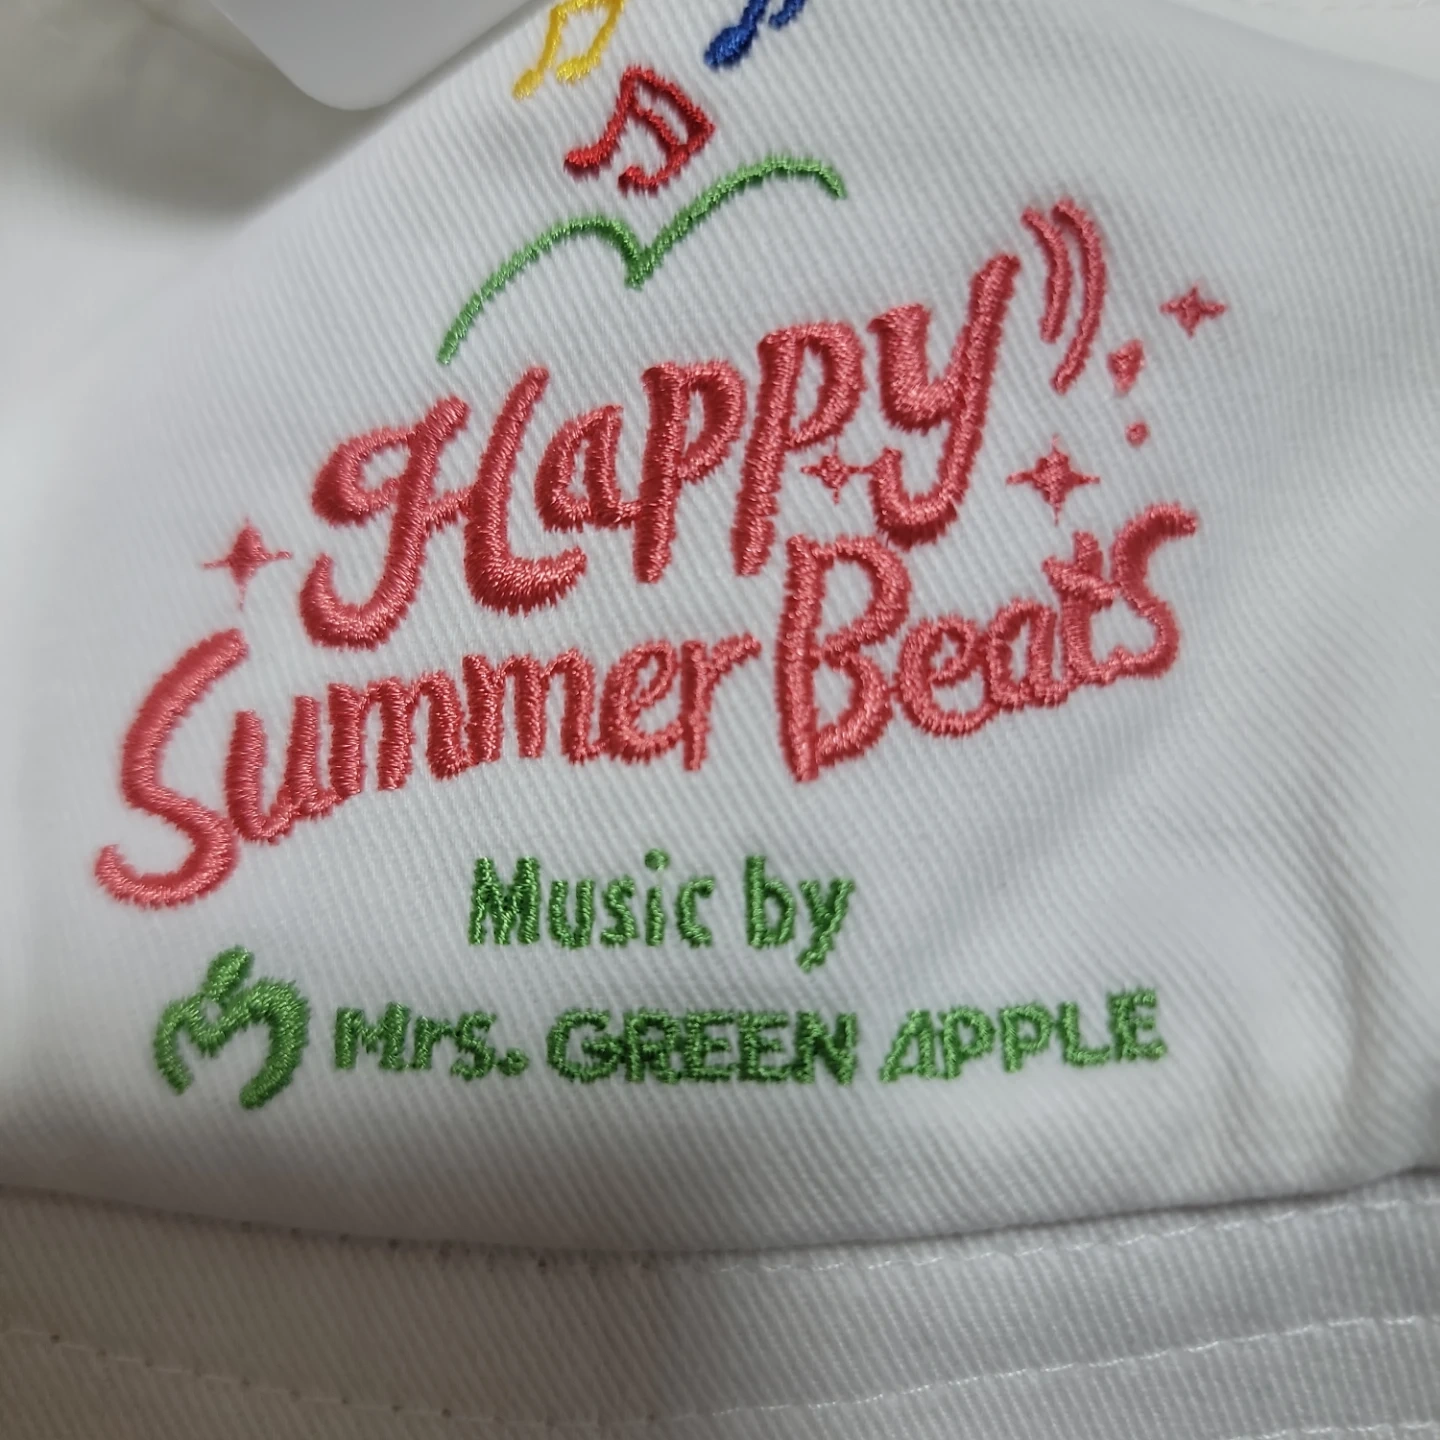 Happy
Summer Beats
Music by
Mrs. GREEN APPLE